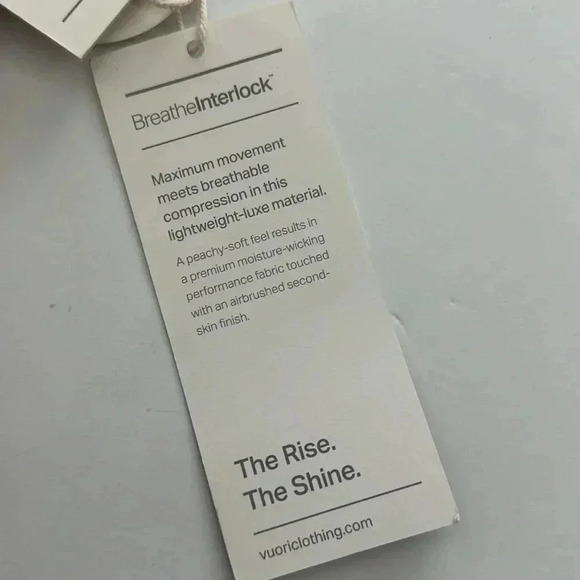 BreatheInterlock™
Maximum movement
meets breathable
compression in this
lightweight-luxe material.
A peachy-soft feel results in
a premium moisture-wicking
performance fabric touched
with an airbrushed second-
skin finish.
The Rise.
The Shine.
vuoriclothing.com